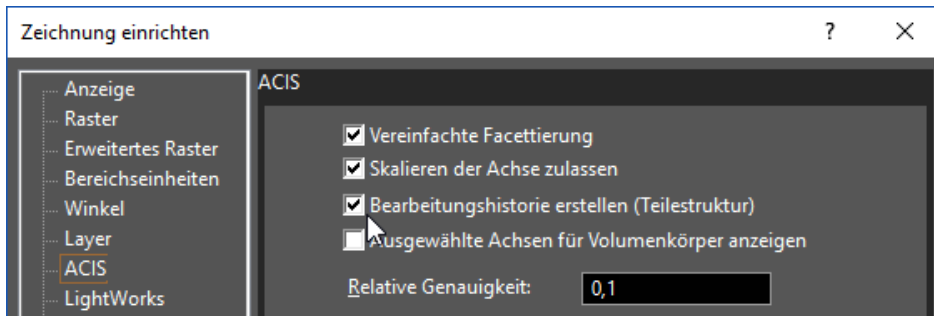 Zeichnung einrichten ? ×
Anzeige
Raster
Erweitertes Raster
Bereichseinheiten
Winkel
Layer
ACIS
LightWorks
ACIS
Vereinfachte Facettierung
Skalieren der Achse zulassen
Bearbeitungshistorie erstellen (Teilestruktur)
Ausgewählte Achsen für Volumenkörper anzeigen
Relative Genauigkeit: 0,1